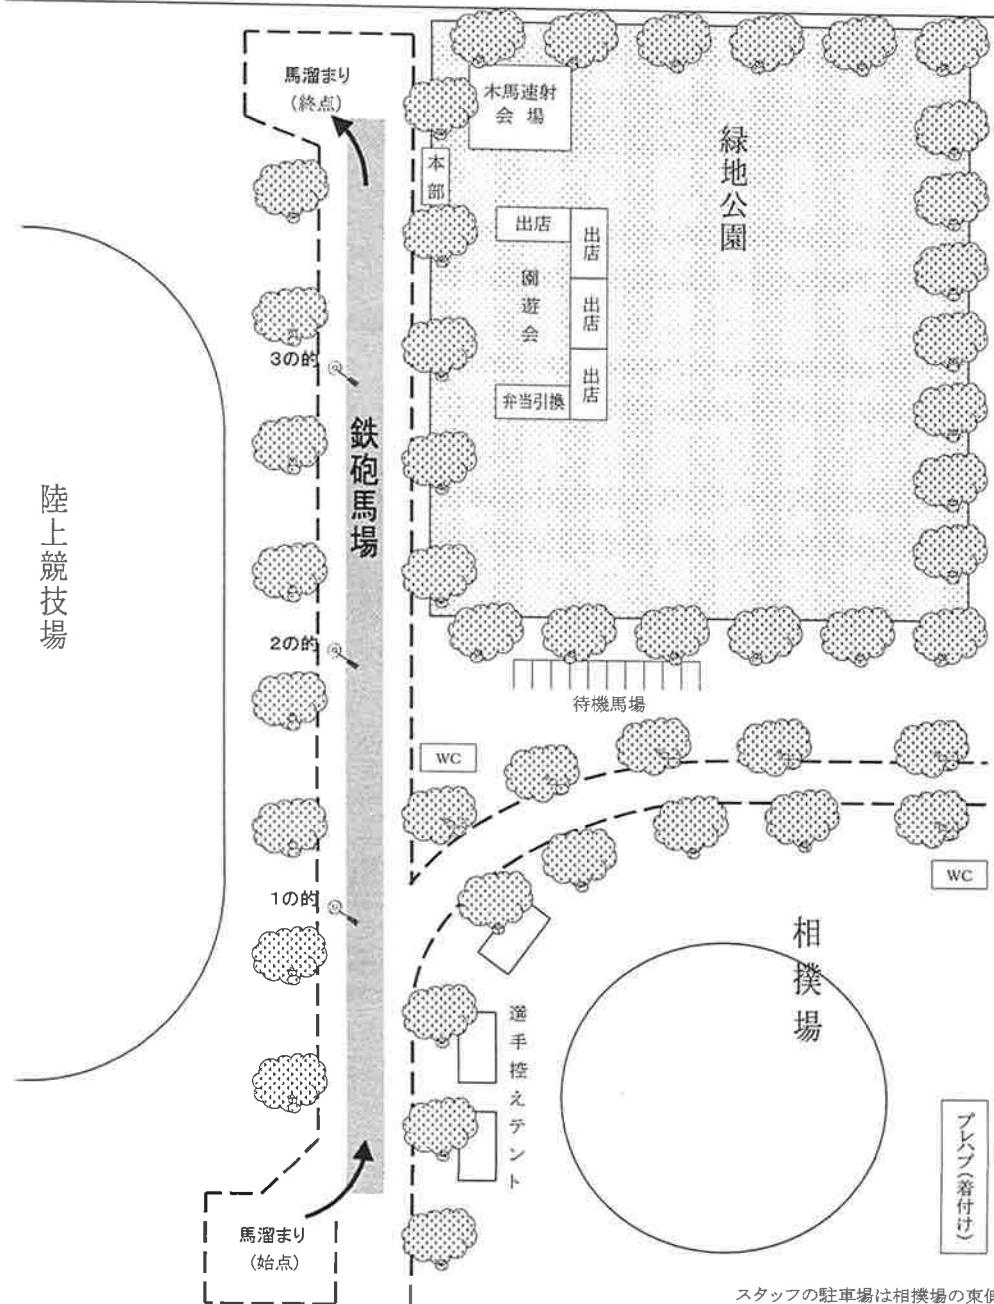 馬溜まり
(終点)
木馬速射
会場
本部
緑地公園
出店
出店
園遊会
出店
出店
弁当引換
3の的
鉄砲馬場
陸上競技場
2の的
待機馬場
WC
WC
1の的
相撲場
選手控えテント
プレハブ(着付け)
馬溜まり
(始点)
スタッフの駐車場は相撲場の東